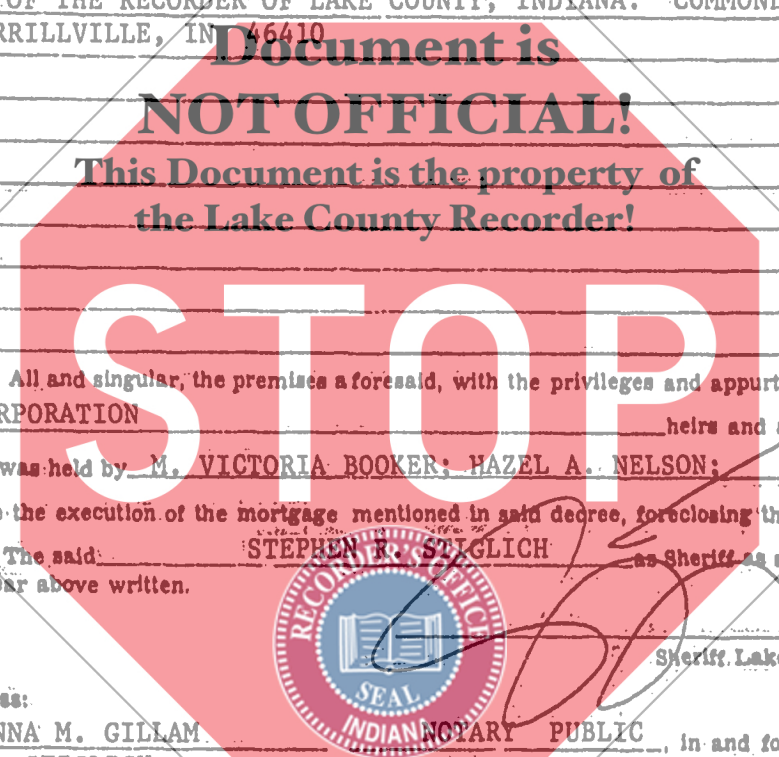 OF THE RECORDER OF LAKE COUNTY, INDIANA. COMMON
RRILLVILLE, IN 46410
Document is
NOT OFFICIAL!
This Document is the property of
the Lake County Recorder!
STOP
All and singular, the premises aforesaid, with the privileges and appurt
RPORATION heirs and a
was held by M. VICTORIA BOOKER; HAZEL A. NELSON;
the execution of the mortgage mentioned in said decree, foreclosing th
The said STEPHEN R. STIGLICH as Sheriff as
ar above written.
RECORDER'S OFFICE
SEAL
INDIANA
Sheriff Lake
ss:
NNA M. GILLAM NOTARY PUBLIC, in and fo